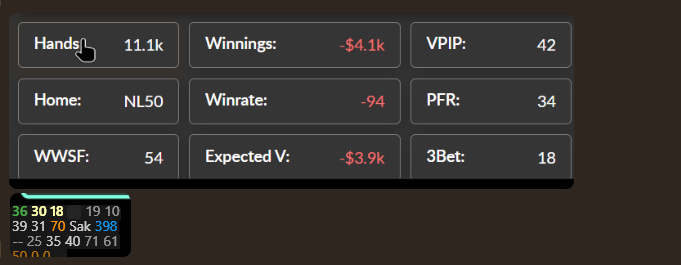 Hands: 11.1k Winnings: -$4.1k VPIP: 42
Home: NL50 Winrate: -94 PFR: 34
WWSF: 54 Expected V: -$3.9k 3Bet: 18
36 30 18 19 10
39 31 70 Sak 398
-- 25 35 40 71 61
50 0 0